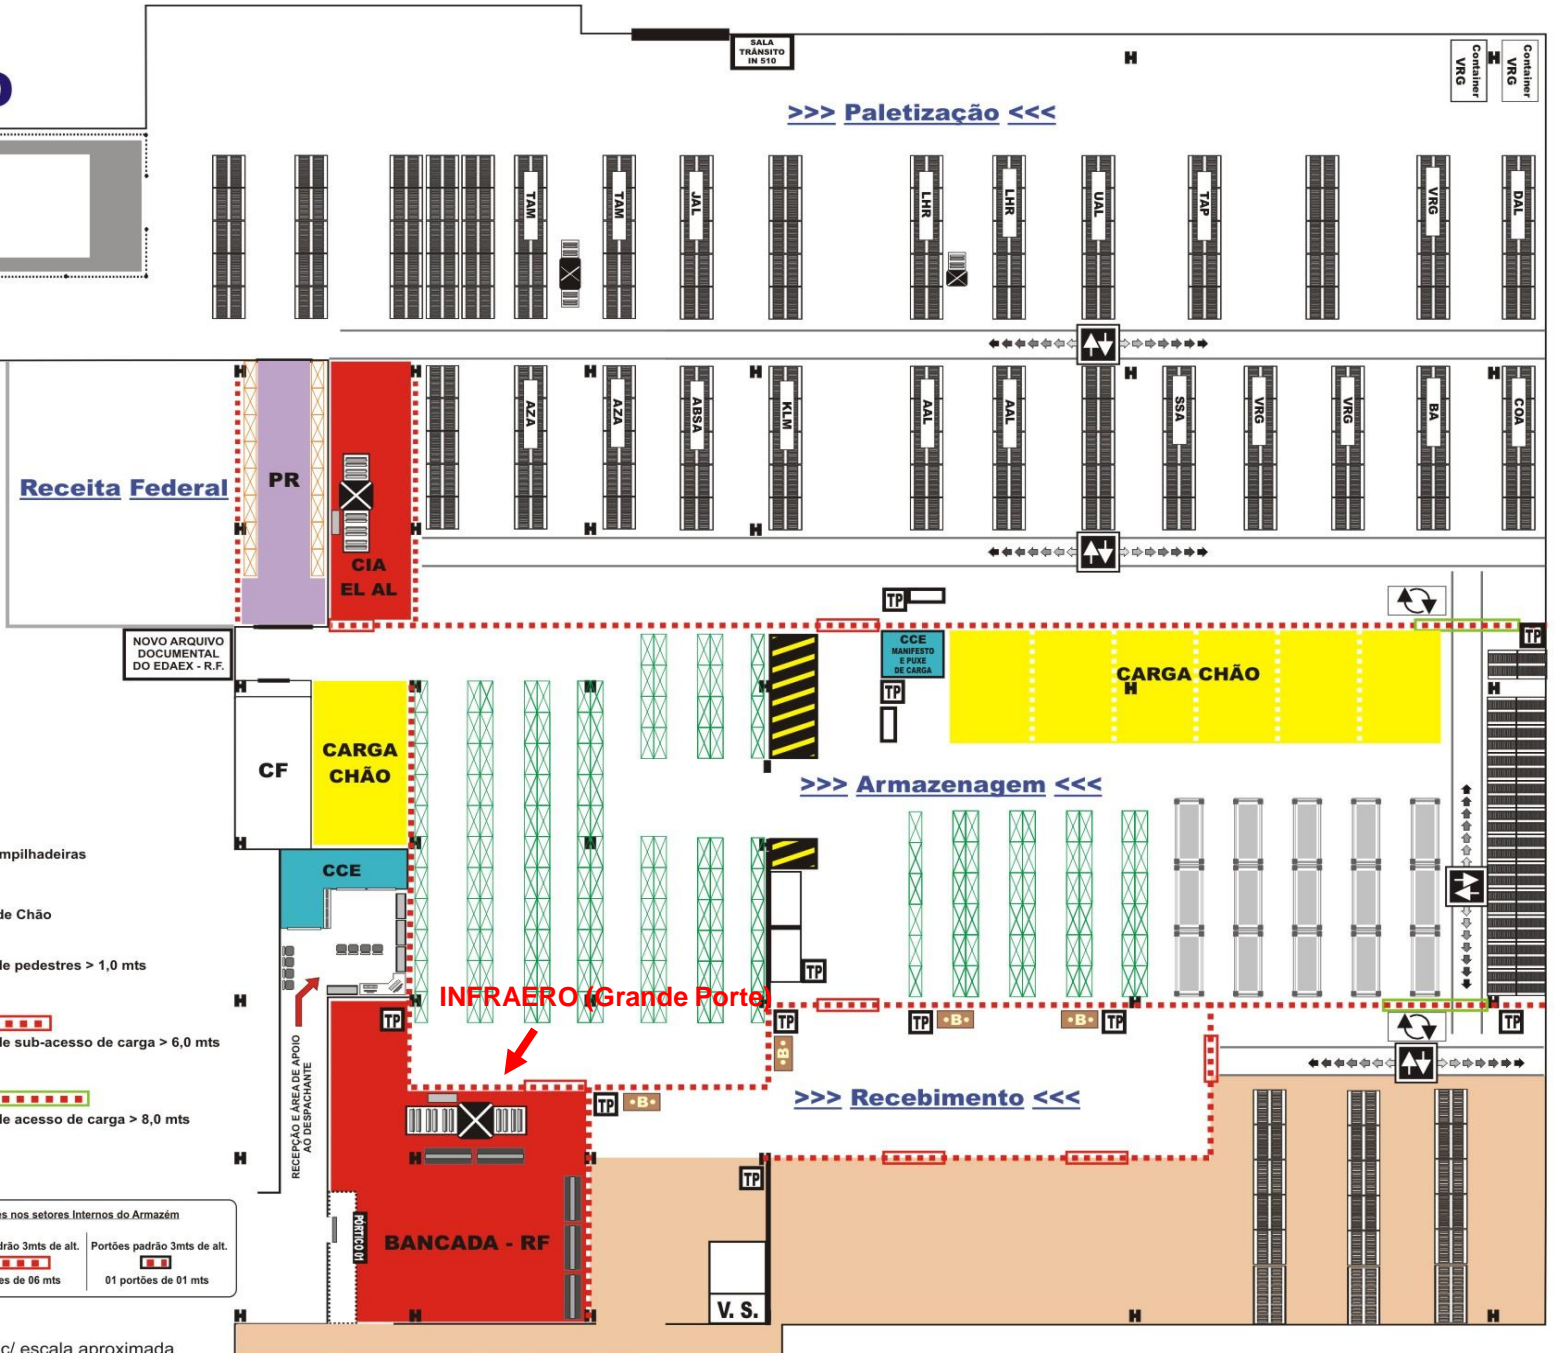 SALA
TRÂNSITO
IN 510
Container
VRG
Container
VRG
>>> Paletização <<<
TAM
TAM
JAL
LHR
LHR
UAL
TAP
VRG
DAL
AZA
AZA
ABSA
KLM
AAL
AAL
SSA
VRG
VRG
BA
COA
Receita Federal
PR
CIA
EL AL
NOVO ARQUIVO
DOCUMENTAL
DO EDAEX - R.F.
TP
CCE
MANIFESTO
E PUXE
DE CARGA
TP
CARGA CHÃO
TP
CF
CARGA
CHÃO
>>> Armazenagem <<<
CCE
mpilhadeiras
de Chão
de pedestres > 1,0 mts
de sub-acesso de carga > 6,0 mts
de acesso de carga > 8,0 mts
TP
INFRAERO (Grande Porte)
TP
TP
TP
•B•
•B•
TP
TP
•B•
RECEPÇÃO E ÁREA DE APOIO
AO DESPACHANTE
>>> Recebimento <<<
TP
•B•
TP
PÓRTICO 01
BANCADA - RF
V. S.
és nos setores Internos do Armazém
drão 3mts de alt.
Portões padrão 3mts de alt.
es de 06 mts
01 portões de 01 mts
c/ escala aproximada